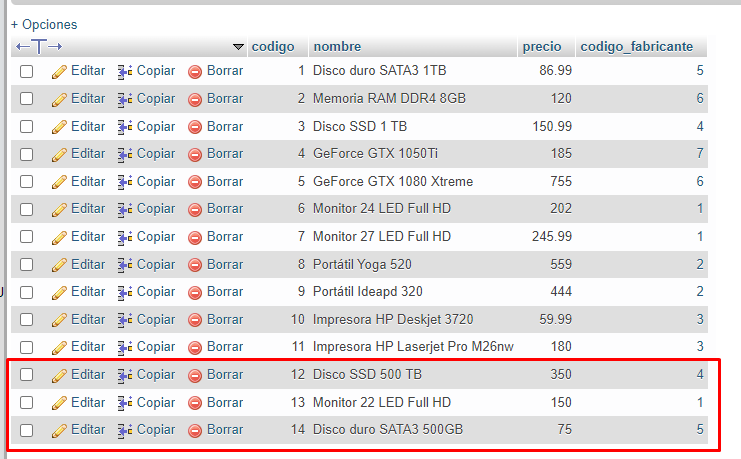 + Opciones
←T→ codigo nombre precio codigo_fabricante
Editar Copiar Borrar 1 Disco duro SATA3 1TB 86.99 5
Editar Copiar Borrar 2 Memoria RAM DDR4 8GB 120 6
Editar Copiar Borrar 3 Disco SSD 1 TB 150.99 4
Editar Copiar Borrar 4 GeForce GTX 1050Ti 185 7
Editar Copiar Borrar 5 GeForce GTX 1080 Xtreme 755 6
Editar Copiar Borrar 6 Monitor 24 LED Full HD 202 1
Editar Copiar Borrar 7 Monitor 27 LED Full HD 245.99 1
Editar Copiar Borrar 8 Portátil Yoga 520 559 2
Editar Copiar Borrar 9 Portátil Ideapd 320 444 2
Editar Copiar Borrar 10 Impresora HP Deskjet 3720 59.99 3
Editar Copiar Borrar 11 Impresora HP Laserjet Pro M26nw 180 3
Editar Copiar Borrar 12 Disco SSD 500 TB 350 4
Editar Copiar Borrar 13 Monitor 22 LED Full HD 150 1
Editar Copiar Borrar 14 Disco duro SATA3 500GB 75 5